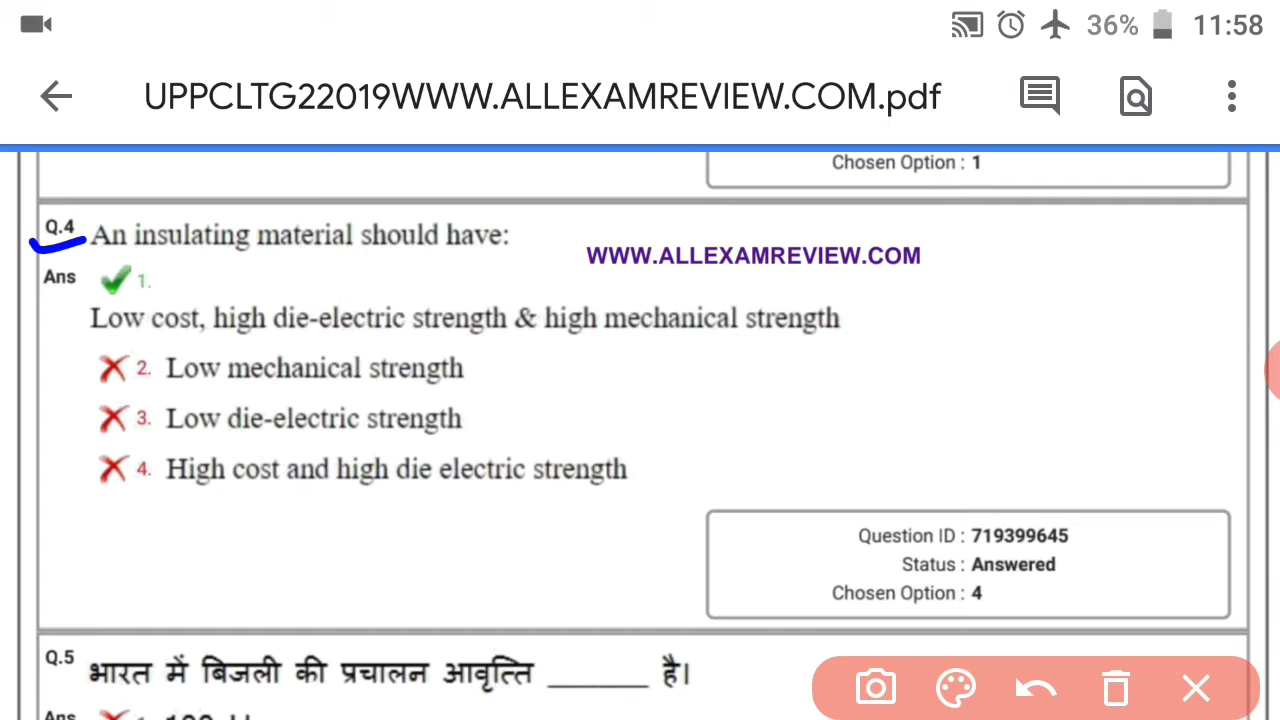 36% 11:58
UPPCLTG22019WWW.ALLEXAMREVIEW.COM.pdf
Chosen Option : 1
Q.4 An insulating material should have:
WWW.ALLEXAMREVIEW.COM
Ans 1.
Low cost, high die-electric strength & high mechanical strength
2. Low mechanical strength
3. Low die-electric strength
4. High cost and high die electric strength
Question ID : 719399645
Status : Answered
Chosen Option : 4
Q.5 भारत में बिजली की प्रचालन आवृत्ति ______ है।
Ans